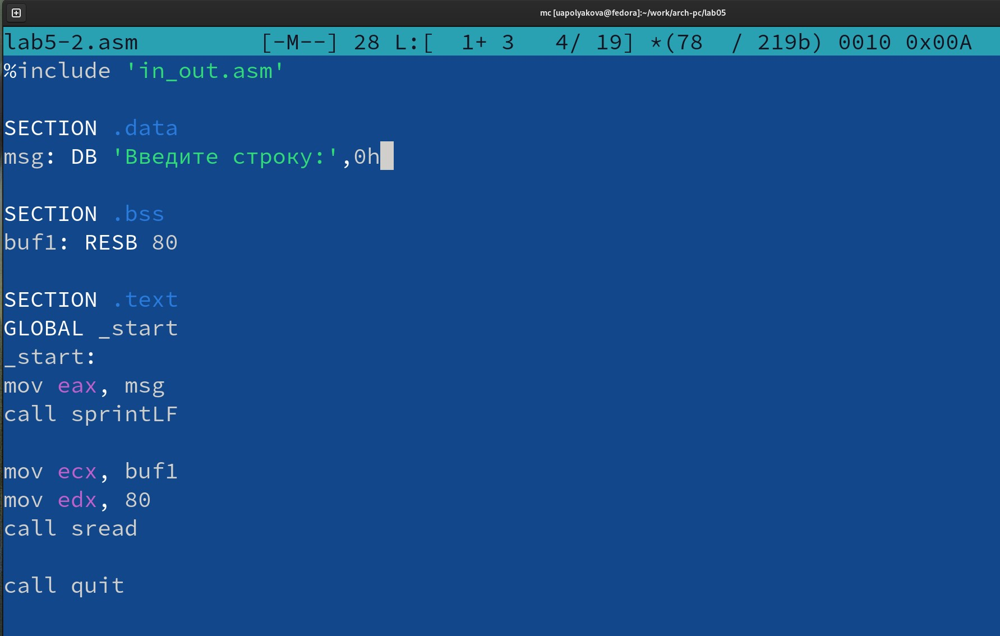 mc [uapolyakova@fedora]:~/work/arch-pc/lab05
lab5-2.asm [-M--] 28 L:[ 1+ 3 4/ 19] *(78 / 219b) 0010 0x00A
%include 'in_out.asm'
SECTION .data
msg: DB 'Введите строку:',0h
SECTION .bss
buf1: RESB 80
SECTION .text
GLOBAL _start
_start:
mov eax, msg
call sprintLF
mov ecx, buf1
mov edx, 80
call sread
call quit